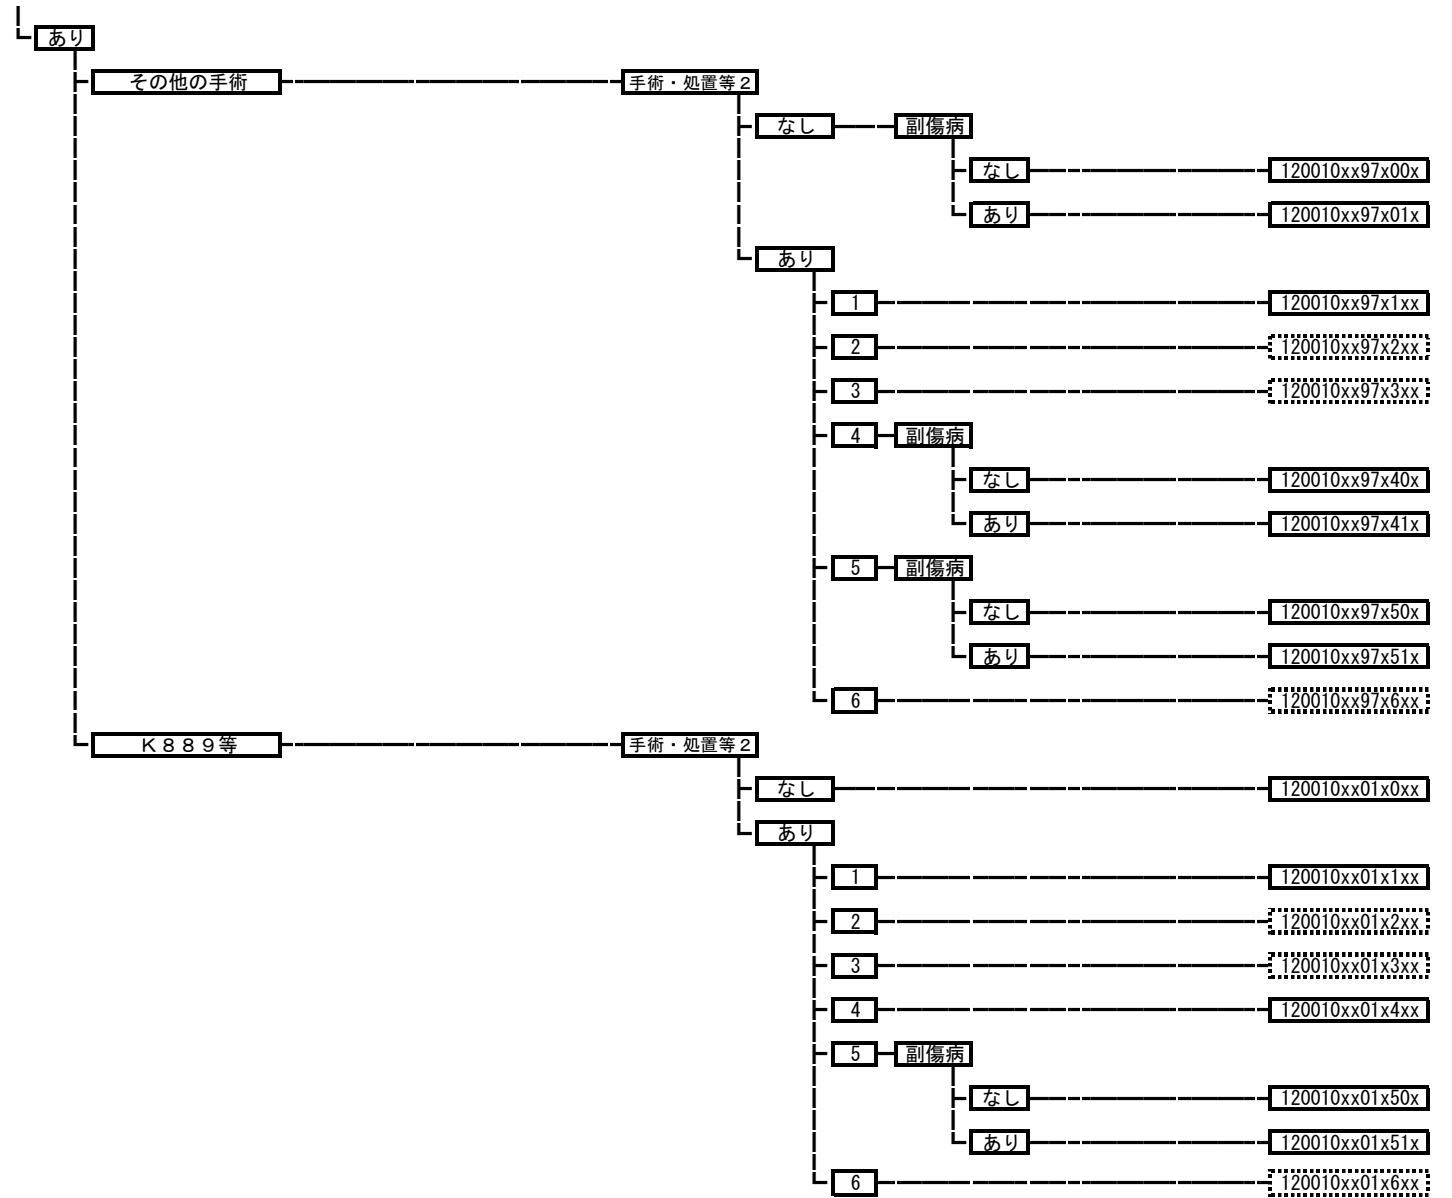 あり
その他の手術 手術・処置等２
なし 副傷病
なし 120010xx97x00x
あり 120010xx97x01x
あり
1 120010xx97x1xx
2 120010xx97x2xx
3 120010xx97x3xx
4 副傷病
なし 120010xx97x40x
あり 120010xx97x41x
5 副傷病
なし 120010xx97x50x
あり 120010xx97x51x
6 120010xx97x6xx
Ｋ８８９等 手術・処置等２
なし 120010xx01x0xx
あり
1 120010xx01x1xx
2 120010xx01x2xx
3 120010xx01x3xx
4 120010xx01x4xx
5 副傷病
なし 120010xx01x50x
あり 120010xx01x51x
6 120010xx01x6xx